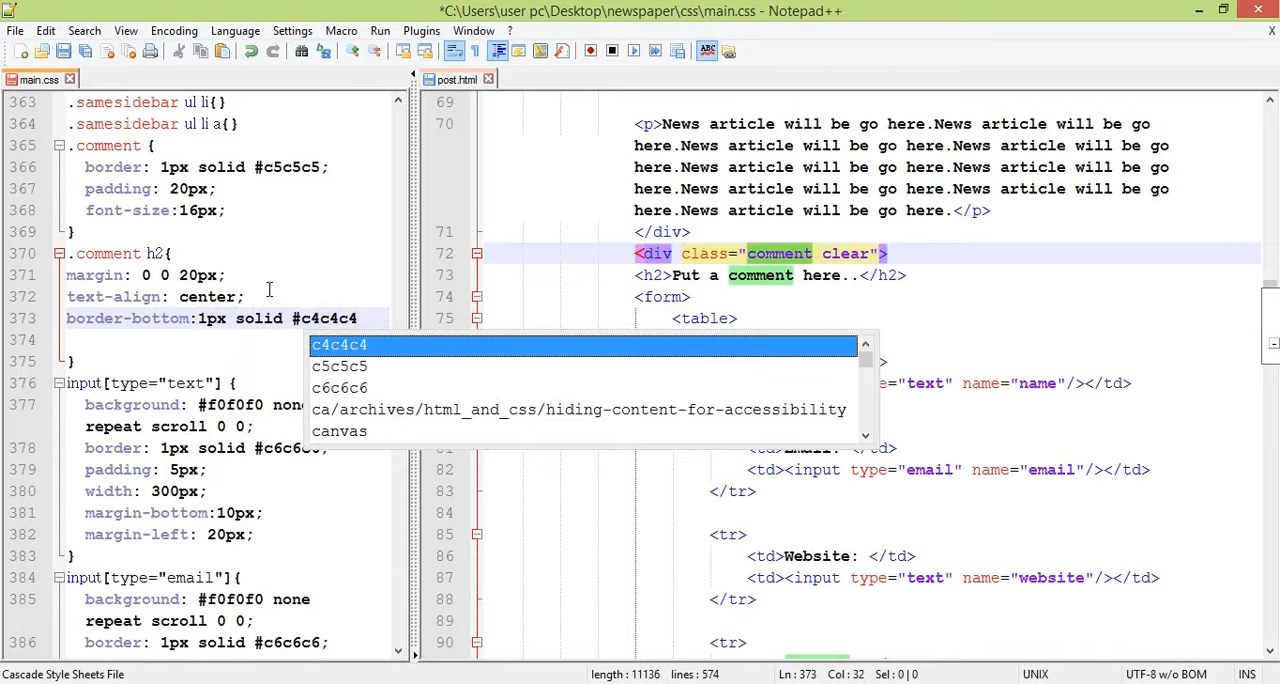 *C:\Users\user pc\Desktop\newspaper\css\main.css - Notepad++
File Edit Search View Encoding Language Settings Macro Run Plugins Window ? X
main.css
363 .samesidebar ul li{}
364 .samesidebar ul li a{}
365 .comment {
366 border: 1px solid #c5c5c5;
367 padding: 20px;
368 font-size:16px;
369 }
370 .comment h2{
371 margin: 0 0 20px;
372 text-align: center;
373 border-bottom:1px solid #c4c4c4
374
375 }
376 input[type="text"] {
377 background: #f0f0f0 none
repeat scroll 0 0;
378 border: 1px solid #c6c6c6;
379 padding: 5px;
380 width: 300px;
381 margin-bottom:10px;
382 margin-left: 20px;
383 }
384 input[type="email"]{
385 background: #f0f0f0 none
repeat scroll 0 0;
386 border: 1px solid #c6c6c6;
c4c4c4
c5c5c5
c6c6c6
ca/archives/html_and_css/hiding-content-for-accessibility
canvas
post.html
69
70 <p>News article will be go here.News article will be go
here.News article will be go here.News article will be go
here.News article will be go here.News article will be go
here.News article will be go here.News article will be go
here.News article will be go here.</p>
71 </div>
72 <div class="comment clear">
73 <h2>Put a comment here..</h2>
74 <form>
75 <table>
>
e="text" name="name"/></td>
<td>Email: </td>
82 <td><input type="email" name="email"/></td>
83 </tr>
84
85 <tr>
86 <td>Website: </td>
87 <td><input type="text" name="website"/></td>
88 </tr>
89
90 <tr>
Cascade Style Sheets File length : 11136 lines : 574 Ln : 373 Col : 32 Sel : 0 | 0 UNIX UTF-8 w/o BOM INS